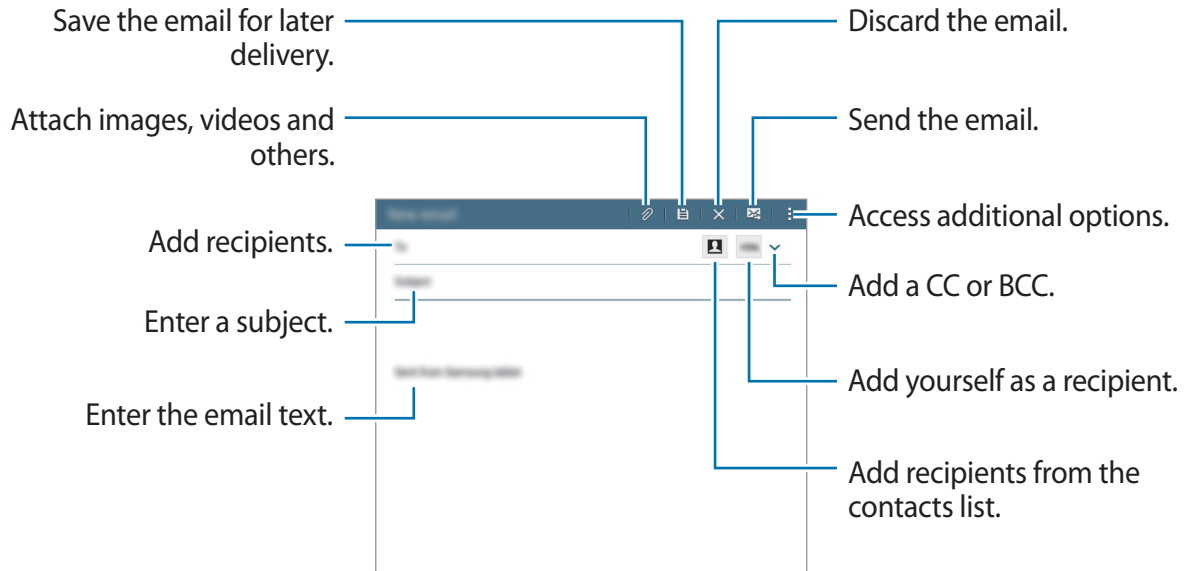 Save the email for later
delivery.
Discard the email.
Attach images, videos and
others.
Send the email.
Access additional options.
Add recipients.
Add a CC or BCC.
Enter a subject.
Add yourself as a recipient.
Enter the email text.
Add recipients from the
contacts list.